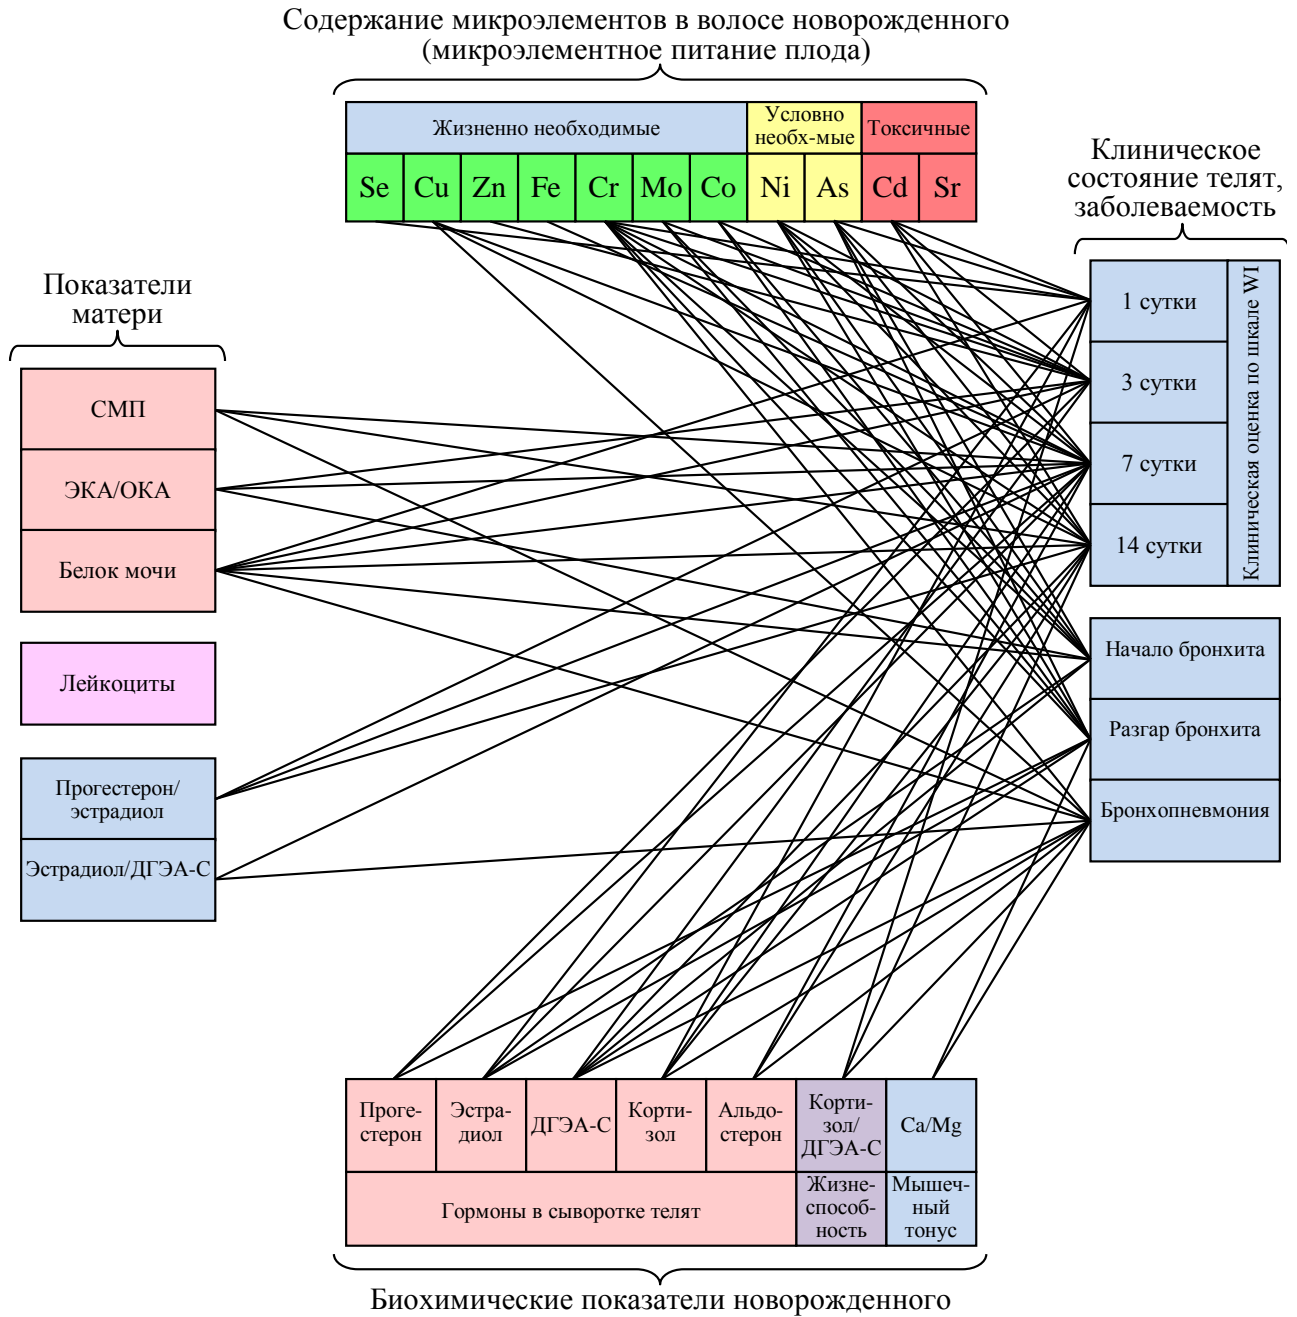 Содержание микроэлементов в волосе новорожденного
(микроэлементное питание плода)
Жизненно необходимые
Условно
необх-мые
Токсичные
Se
Cu
Zn
Fe
Cr
Mo
Co
Ni
As
Cd
Sr
Клиническое
состояние телят,
заболеваемость
1 сутки
3 сутки
7 сутки
14 сутки
Клиническая оценка по шкале WI
Начало бронхита
Разгар бронхита
Бронхопневмония
Показатели
матери
СМП
ЭКА/ОКА
Белок мочи
Лейкоциты
Прогестерон/
эстрадиол
Эстрадиол/ДГЭА-С
Проге-
стерон
Эстра-
диол
ДГЭА-С
Корти-
зол
Альдо-
стерон
Корти-
зол/
ДГЭА-С
Ca/Mg
Гормоны в сыворотке телят
Жизне-
способ-
ность
Мышеч-
ный
тонус
Биохимические показатели новорожденного